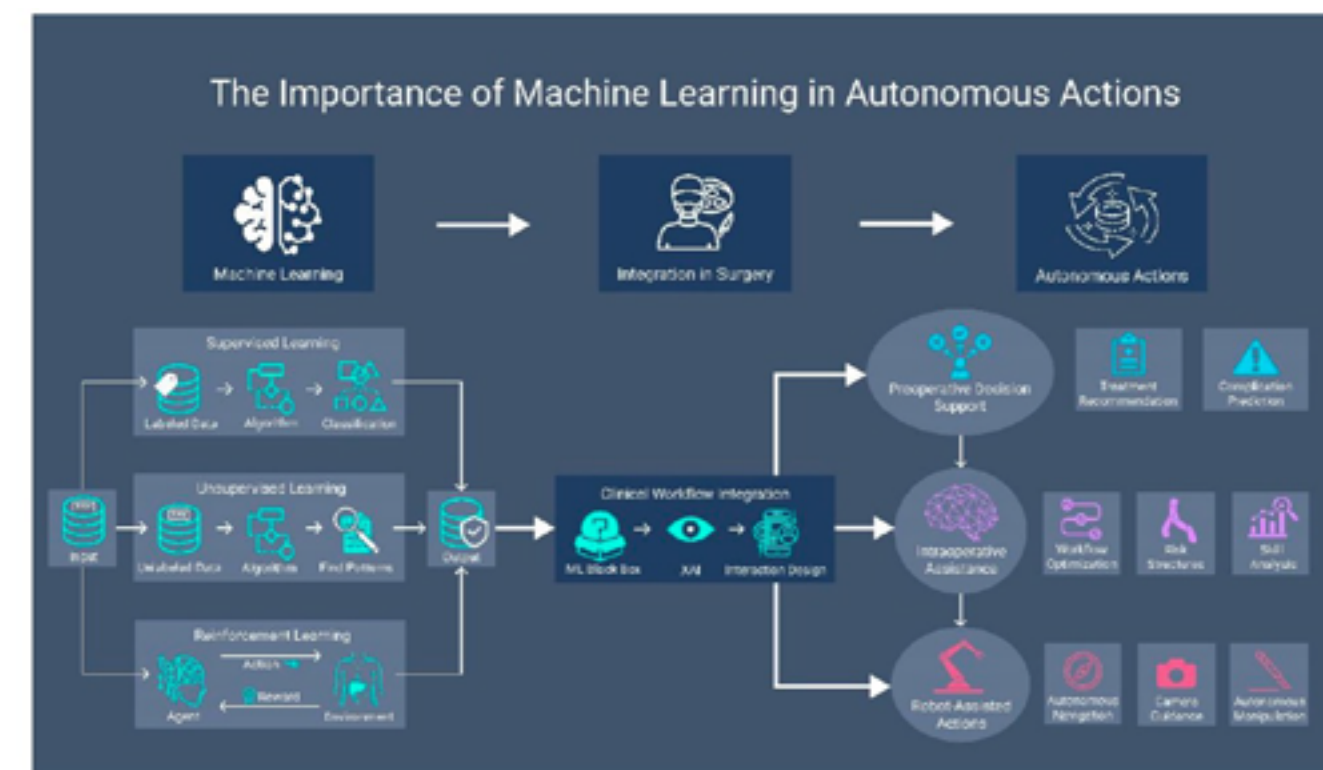 The Importance of Machine Learning in Autonomous Actions
Machine Learning
Integration in Surgery
Autonomous Actions
Supervised Learning
Labeled Data
Algorithm
Classification
Unsupervised Learning
Input
Unlabeled Data
Algorithm
Find Patterns
Output
Reinforcement Learning
Action
Reward
Agent
Environment
Clinical Workflow Integration
ML Black Box
XAI
Interaction Design
Preoperative Decision
Support
Treatment
Recommendation
Complication
Prediction
Intraoperative
Assistance
Workflow
Optimization
Risk
Structures
Skill
Analysis
Robot-Assisted
Actions
Autonomous
Navigation
Camera
Guidance
Autonomous
Manipulation